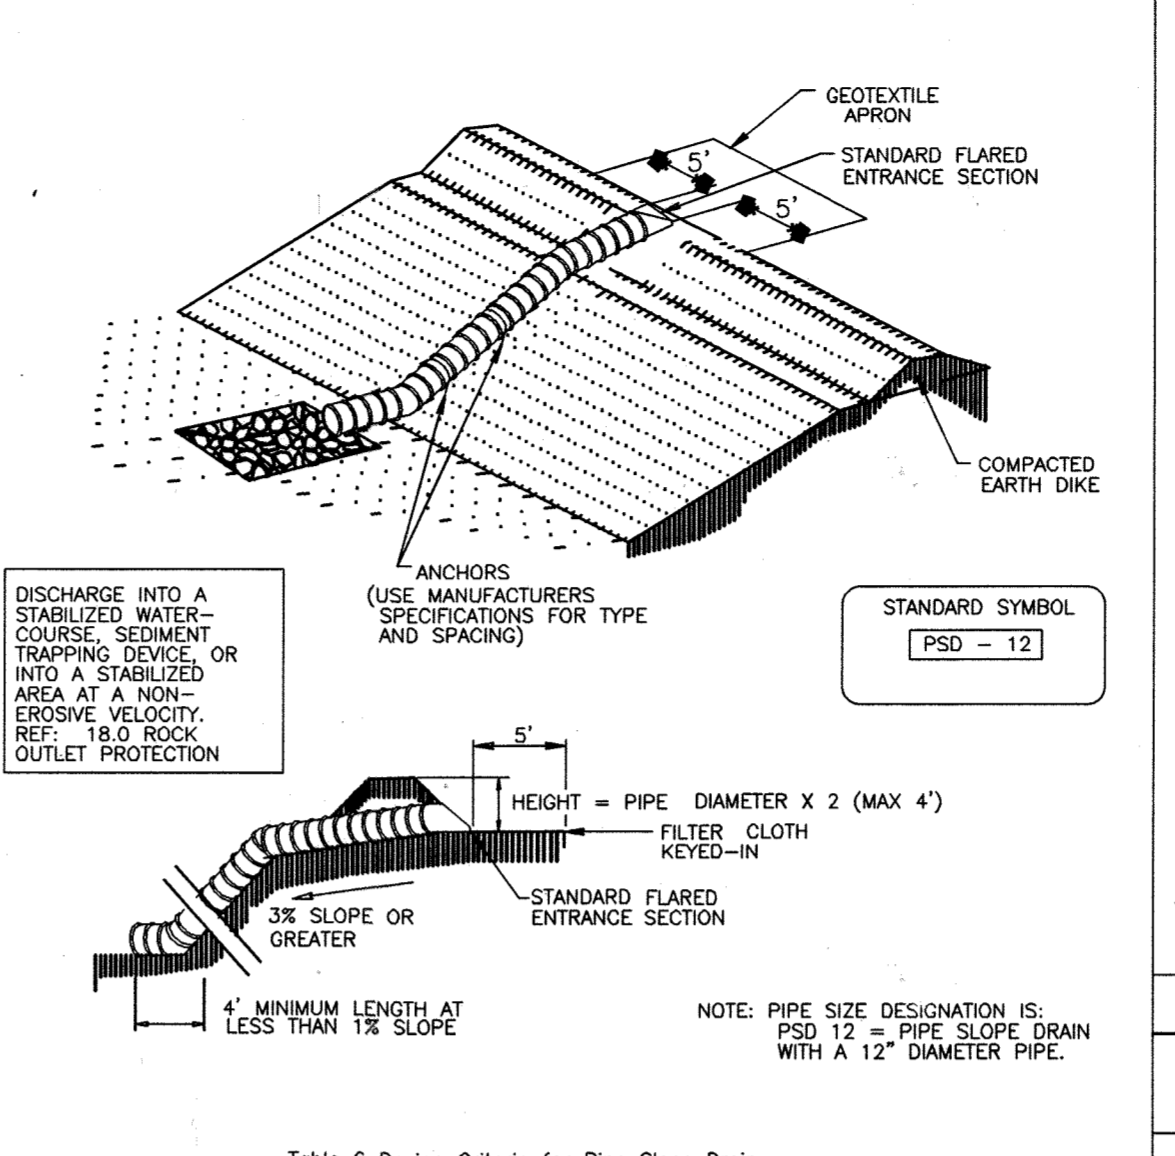 GEOTEXTILE
APRON
5'
STANDARD FLARED
ENTRANCE SECTION
5'
COMPACTED
EARTH DIKE
ANCHORS
(USE MANUFACTURERS
SPECIFICATIONS FOR TYPE
AND SPACING)
DISCHARGE INTO A
STABILIZED WATER-
COURSE, SEDIMENT
TRAPPING DEVICE, OR
INTO A STABILIZED
AREA AT A NON-
EROSIVE VELOCITY.
REF: 18.0 ROCK
OUTLET PROTECTION
STANDARD SYMBOL
PSD - 12
5'
HEIGHT = PIPE DIAMETER X 2 (MAX 4')
FILTER CLOTH
KEYED-IN
STANDARD FLARED
ENTRANCE SECTION
3% SLOPE OR
GREATER
4' MINIMUM LENGTH AT
LESS THAN 1% SLOPE
NOTE: PIPE SIZE DESIGNATION IS:
PSD 12 = PIPE SLOPE DRAIN
WITH A 12" DIAMETER PIPE.